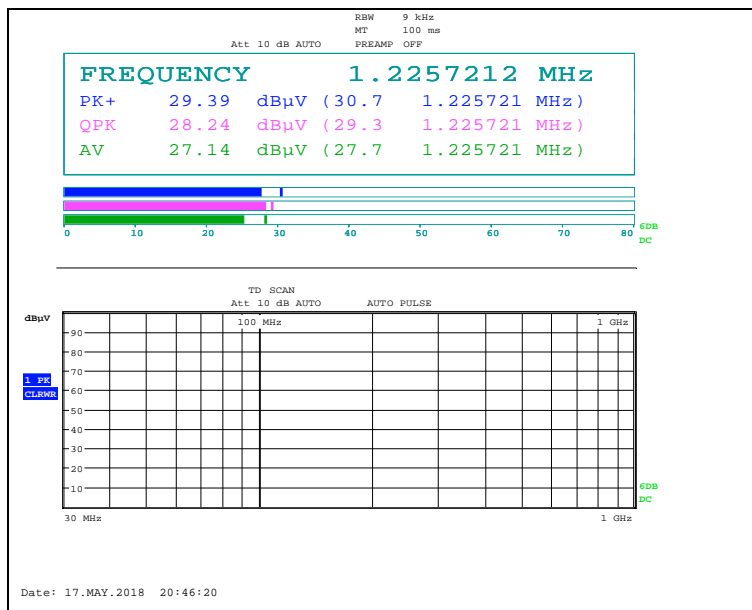 RBW 9 kHz
MT 100 ms
Att 10 dB AUTO PREAMP OFF
FREQUENCY 1.2257212 MHz
PK+ 29.39 dBµV (30.7 1.225721 MHz)
QPK 28.24 dBµV (29.3 1.225721 MHz)
AV 27.14 dBµV (27.7 1.225721 MHz)
0 10 20 30 40 50 60 70 80
6DB
DC
TD SCAN
Att 10 dB AUTO AUTO PULSE
dBµV
100 MHz 1 GHz
90
80
70
1 PK
CLRWR
60
50
40
30
20
10
6DB
DC
30 MHz 1 GHz
Date: 17.MAY.2018 20:46:20